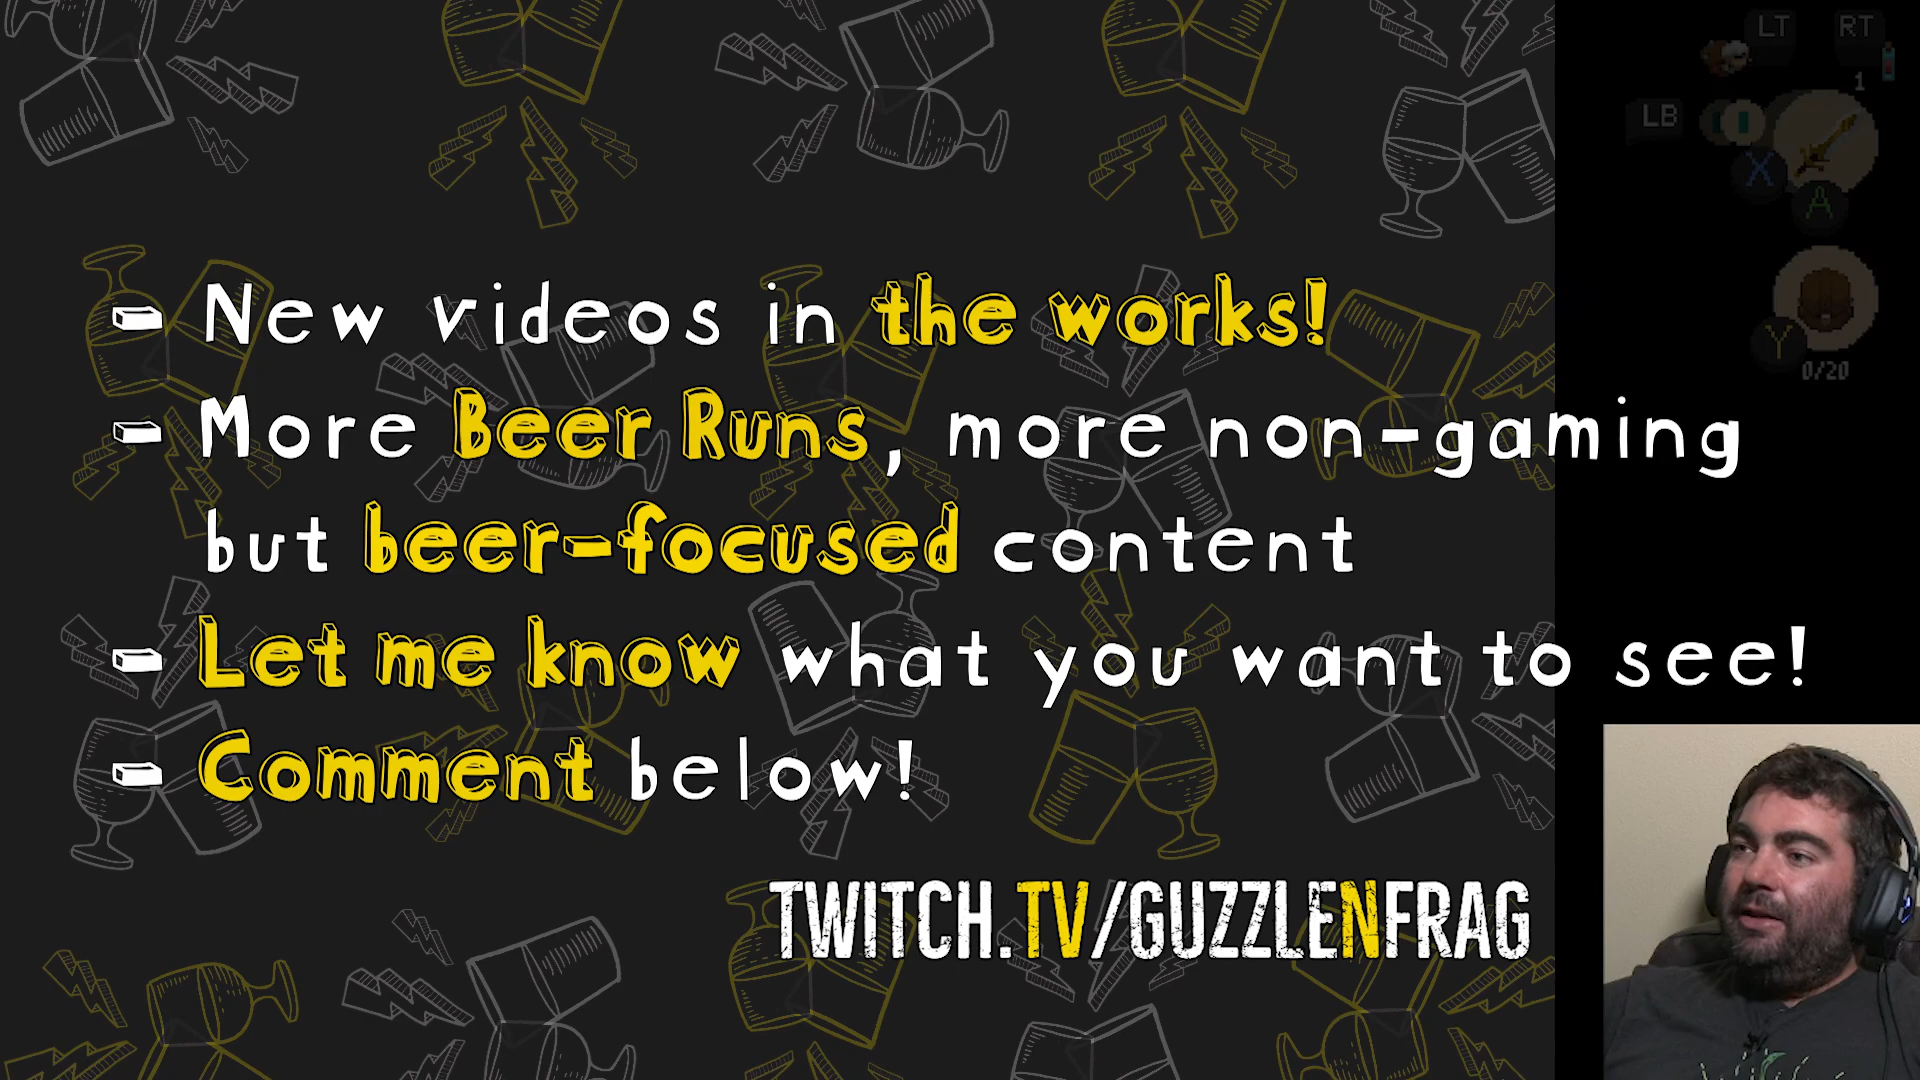 LT RT
1
LB
X
A
Y
0/20
- New videos in the works!
- More Beer Runs, more non-gaming
but beer-focused content
- Let me know what you want to see!
- Comment below!
TWITCH.TV/GUZZLENFRAG